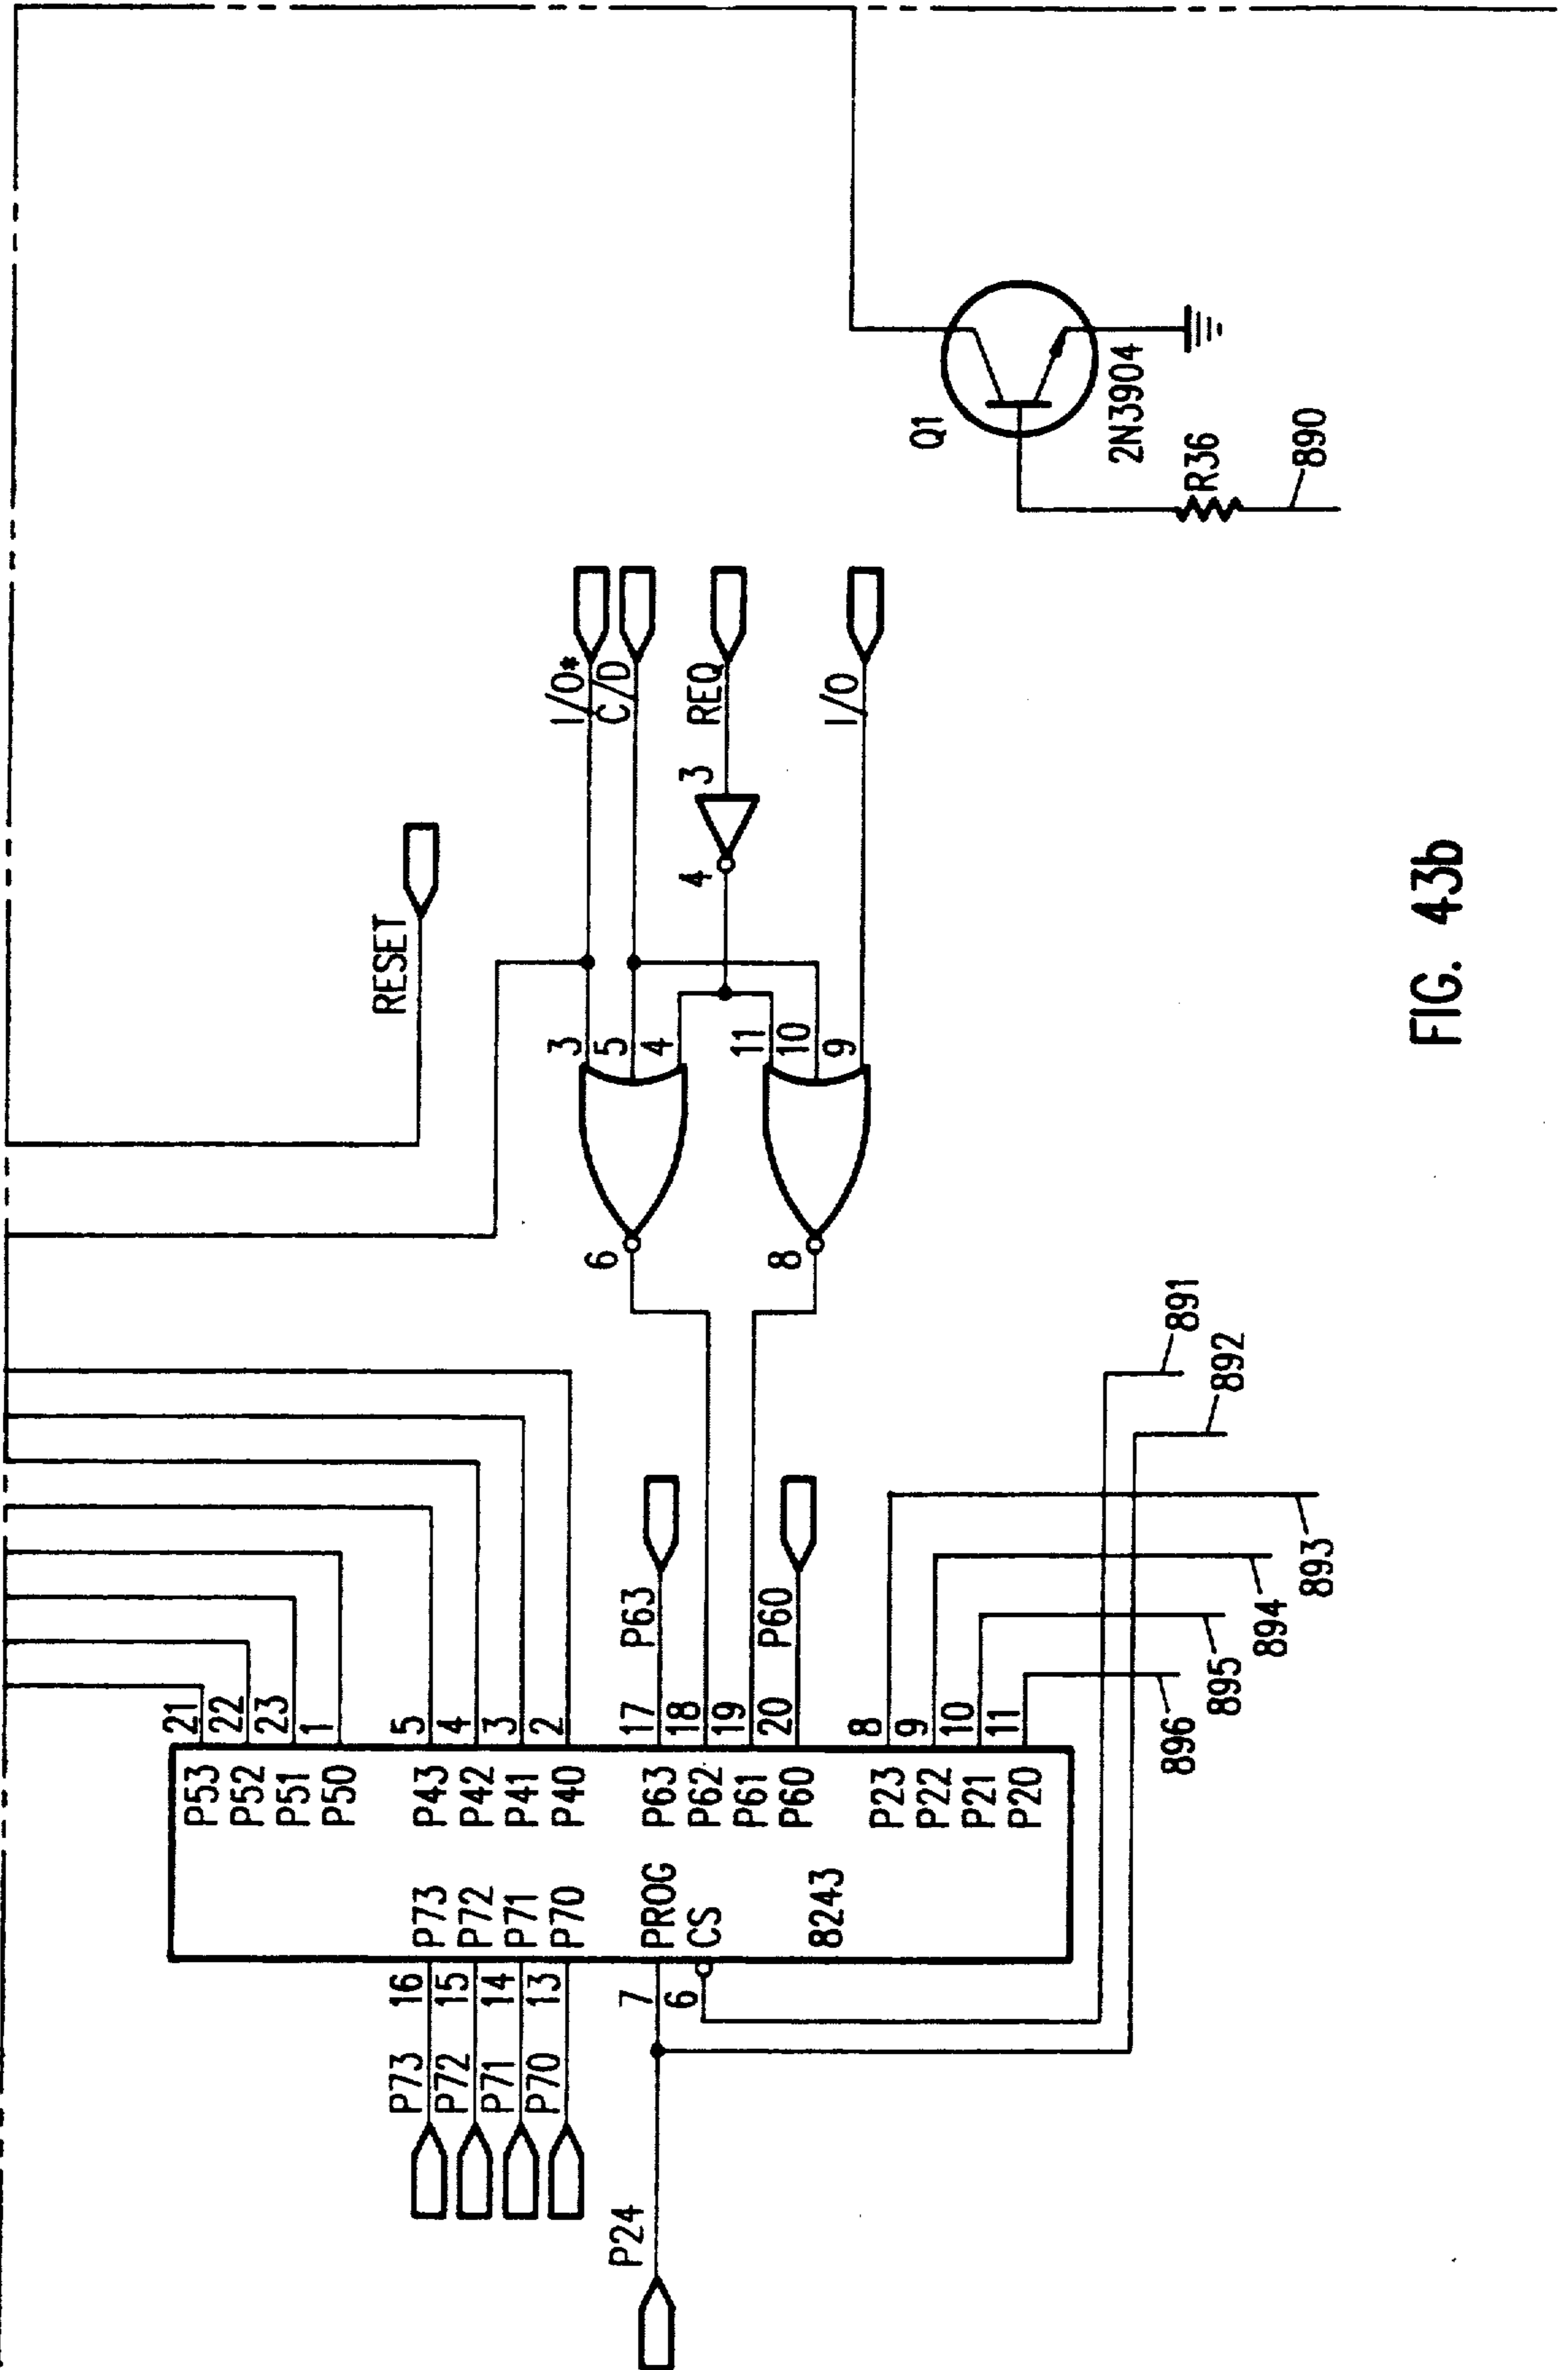 P53
P52
P51
P50
P43
P42
P41
P40
P63
P62
P61
P60
P23
P22
P21
P20
P73
P72
P71
P70
PROG
CS
8243
21
22
23
1
5
4
3
2
17
18
19
20
8
9
10
11
16
15
14
13
7
6
P73
P72
P71
P70
P24
P63
P60
RESET
I/O*
C/D
REQ
I/O
3
5
4
6
11
10
9
8
3
4
Q1
2N3904
R36
890
891
892
893
894
895
896
FIG. 43b